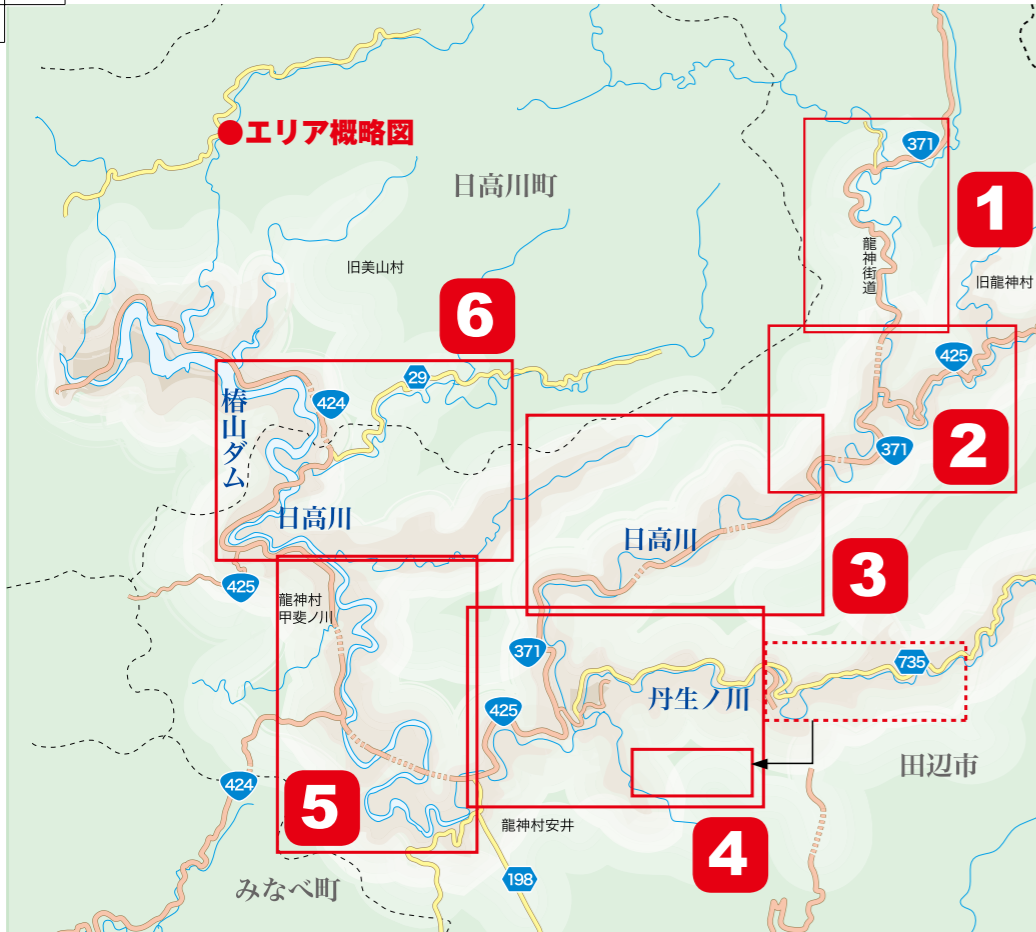 ●エリア概略図
日高川町
371
1
龍神街道
旧龍神村
旧美山村
6
425
29
424
椿山ダム
371
2
日高川
日高川
3
425
龍神村
甲斐ノ川
371
735
丹生ノ川
425
田辺市
424
5
龍神村安井
4
198
みなべ町